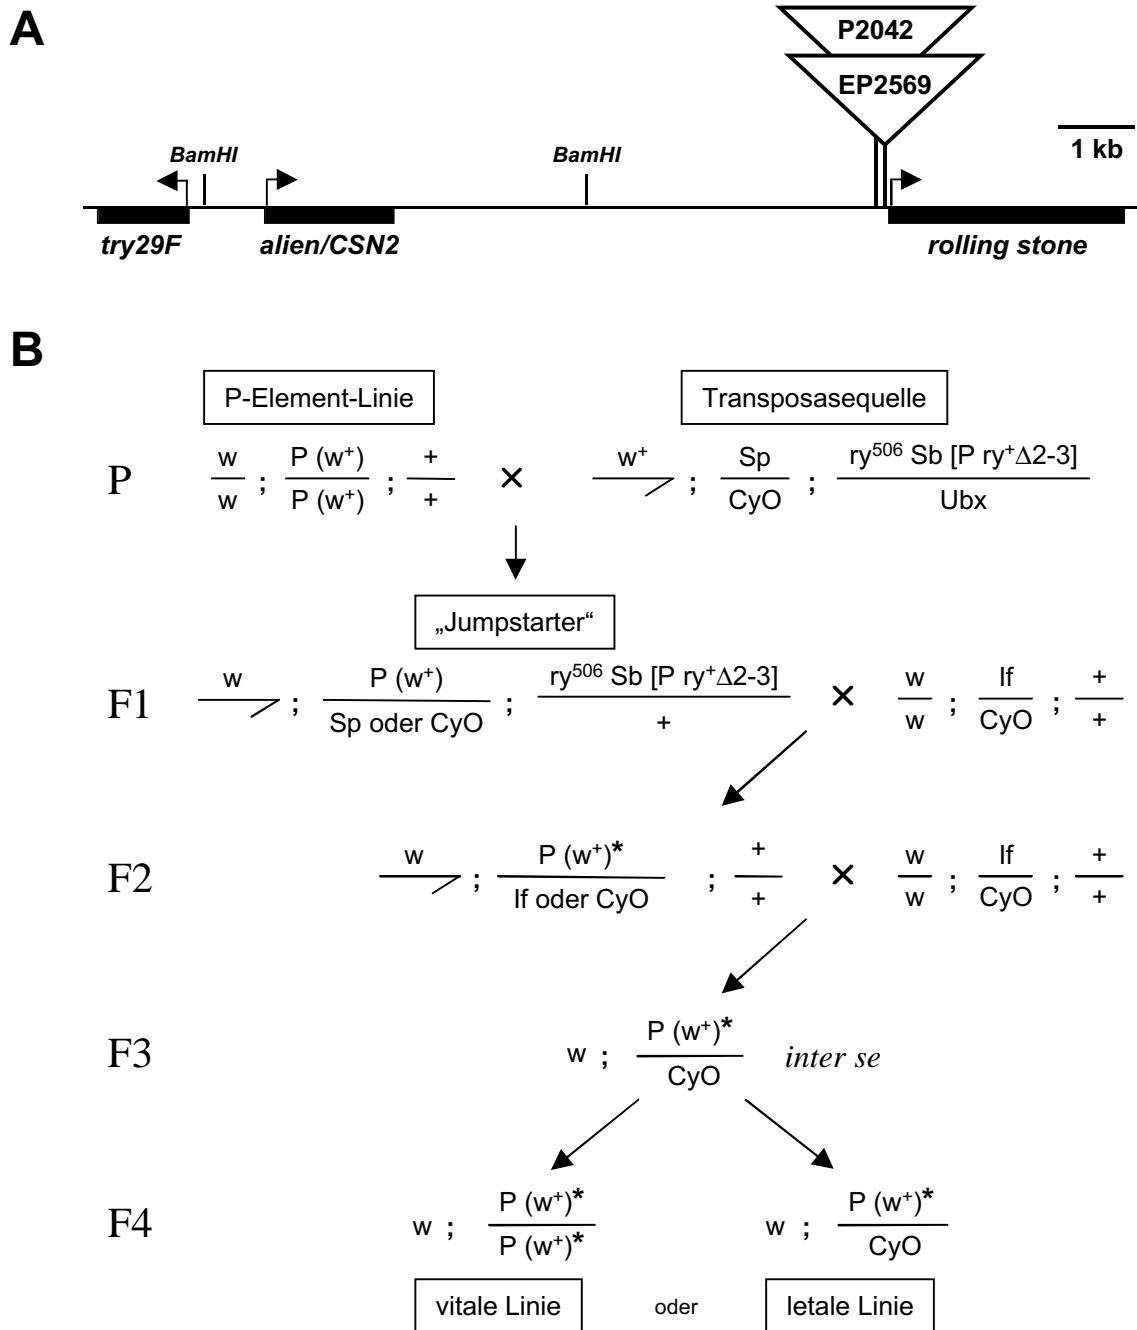 A
P2042
EP2569
1 kb
BamHI
BamHI
try29F
alien/CSN2
rolling stone
B
P-Element-Linie
Transposasequelle
P
w
w
;
P (w⁺)
P (w⁺)
;
+
+
×
w⁺
;
Sp
CyO
;
ry⁵⁰⁶ Sb [P ry⁺Δ2-3]
Ubx
„Jumpstarter“
F1
w
;
P (w⁺)
Sp oder CyO
;
ry⁵⁰⁶ Sb [P ry⁺Δ2-3]
+
×
w
w
;
If
CyO
;
+
+
F2
w
;
P (w⁺)*
If oder CyO
;
+
+
×
w
w
;
If
CyO
;
+
+
F3
w ;
P (w⁺)*
CyO
inter se
F4
w ;
P (w⁺)*
P (w⁺)*
w ;
P (w⁺)*
CyO
vitale Linie
oder
letale Linie